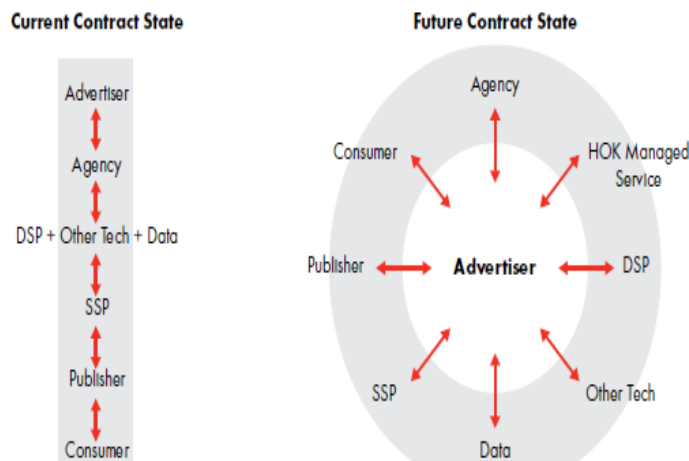 Current Contract State
Advertiser
Agency
DSP + Other Tech + Data
SSP
Publisher
Consumer
Future Contract State
Agency
Consumer
HOK Managed
Service
Publisher
Advertiser
DSP
SSP
Other Tech
Data